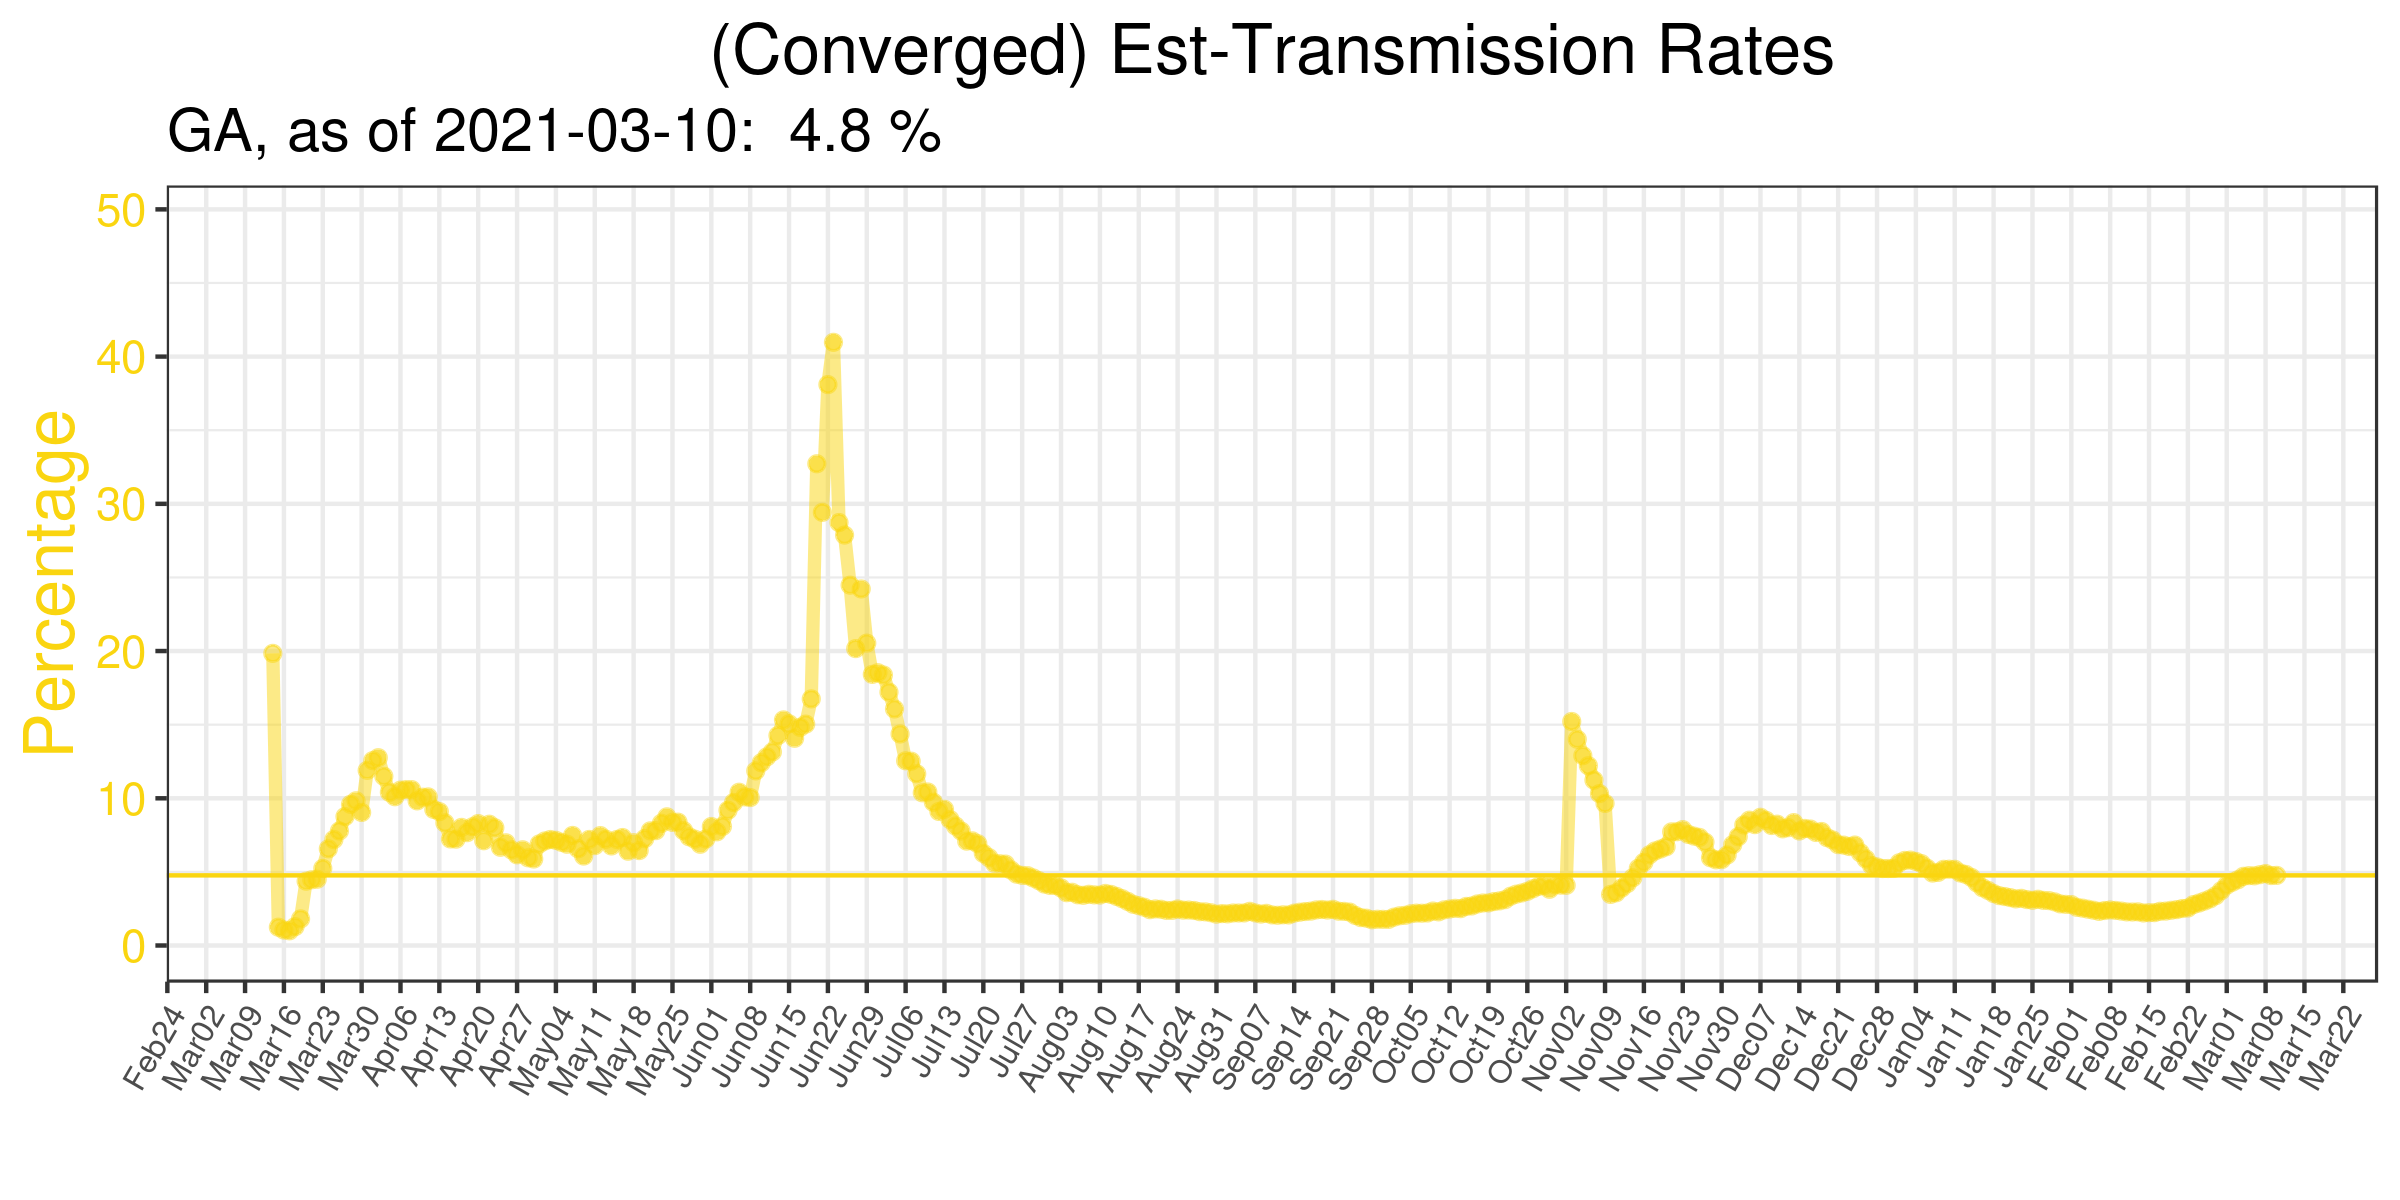 (Converged) Est-Transmission Rates
GA, as of 2021-03-10:  4.8 %
Percentage
50
40
30
20
10
0
Feb24
Mar02
Mar09
Mar16
Mar23
Mar30
Apr06
Apr13
Apr20
Apr27
May04
May11
May18
May25
Jun01
Jun08
Jun15
Jun22
Jun29
Jul06
Jul13
Jul20
Jul27
Aug03
Aug10
Aug17
Aug24
Aug31
Sep07
Sep14
Sep21
Sep28
Oct05
Oct12
Oct19
Oct26
Nov02
Nov09
Nov16
Nov23
Nov30
Dec07
Dec14
Dec21
Dec28
Jan04
Jan11
Jan18
Jan25
Feb01
Feb08
Feb15
Feb22
Mar01
Mar08
Mar15
Mar22